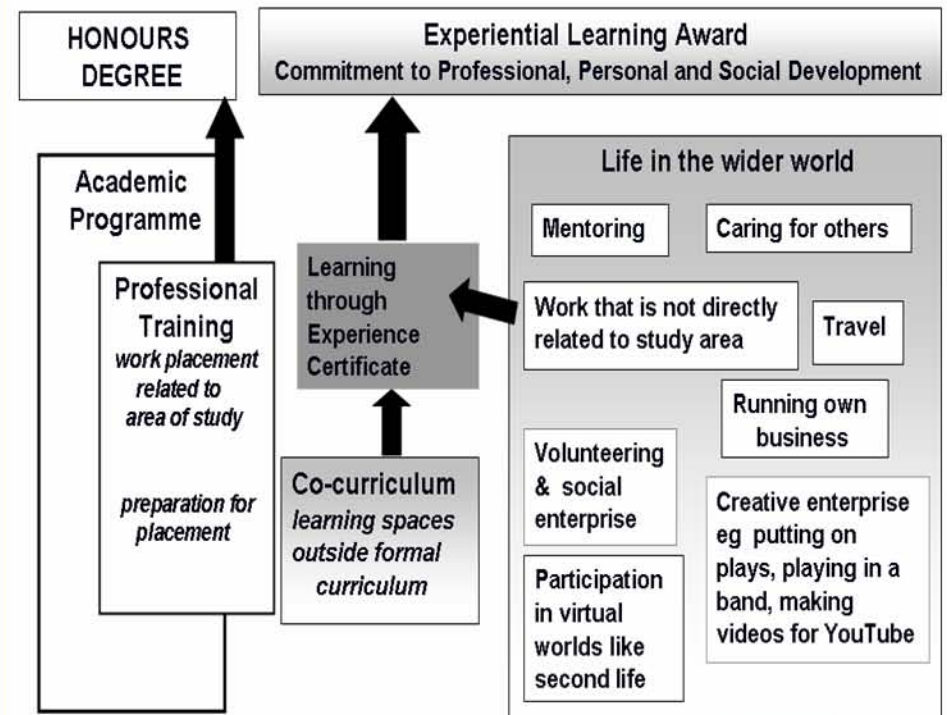 HONOURS
DEGREE
Experiential Learning Award
Commitment to Professional, Personal and Social Development
Academic
Programme
Professional
Training
work placement
related to
area of study
preparation for
placement
Learning
through
Experience
Certificate
Co-curriculum
learning spaces
outside formal
curriculum
Life in the wider world
Mentoring
Caring for others
Work that is not directly
related to study area
Travel
Running own
business
Volunteering
& social
enterprise
Creative enterprise
eg putting on
plays, playing in a
band, making
videos for YouTube
Participation
in virtual
worlds like
second life